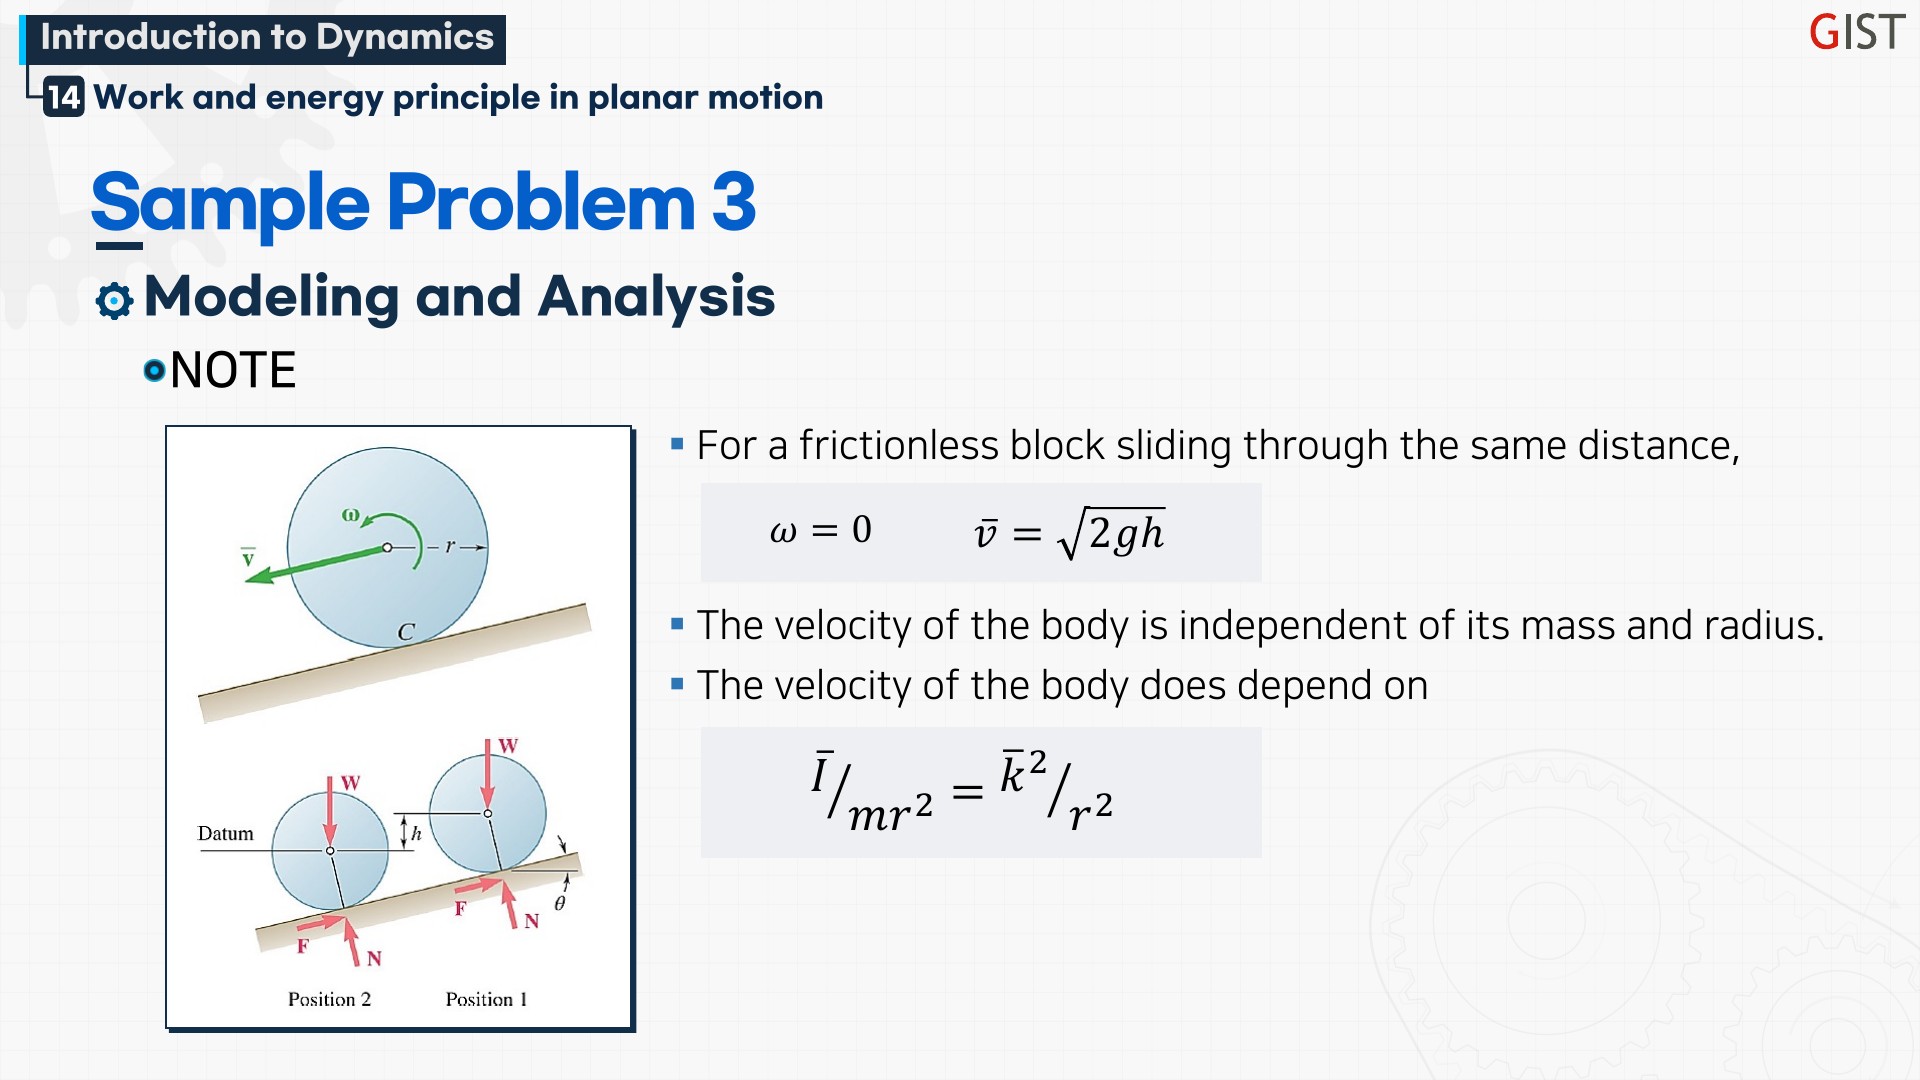 Introduction to Dynamics
GIST
14 Work and energy principle in planar motion
Sample Problem 3
Modeling and Analysis
NOTE
ω
v̄
r
C
W
W
Datum
h
θ
F
N
F
N
Position 2 Position 1
▪ For a frictionless block sliding through the same distance,
ω = 0 v̄ = √2gh
▪ The velocity of the body is independent of its mass and radius.
▪ The velocity of the body does depend on
Ī/mr² = k̄²/r²